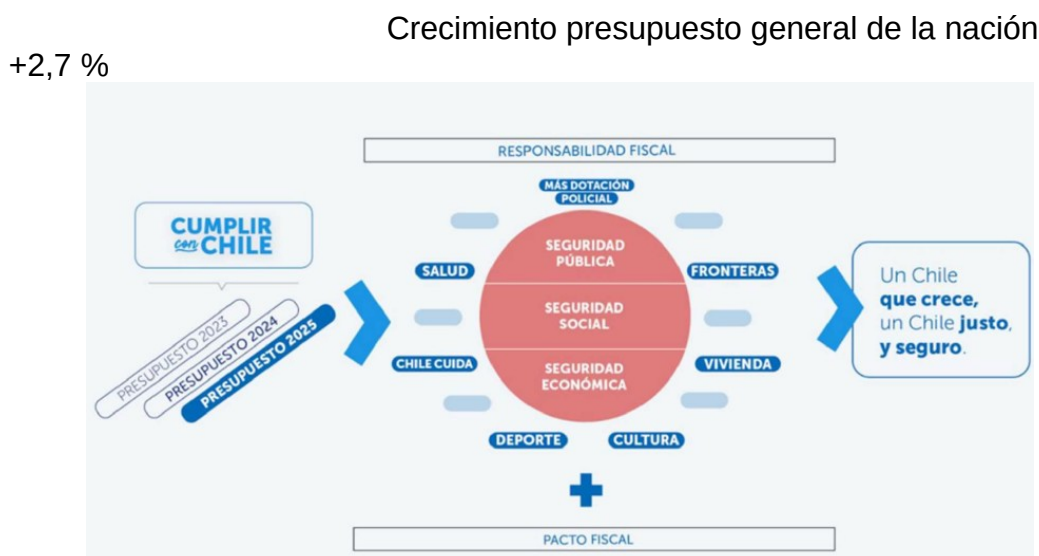 Crecimiento presupuesto general de la nación
+2,7 %
RESPONSABILIDAD FISCAL
MÁS DOTACIÓN
POLICIAL
CUMPLIR
con CHILE
SEGURIDAD
PÚBLICA
SALUD
FRONTERAS
PRESUPUESTO 2023
PRESUPUESTO 2024
PRESUPUESTO 2025
SEGURIDAD
SOCIAL
Un Chile
que crece,
un Chile justo,
y seguro.
CHILE CUIDA
SEGURIDAD
ECONÓMICA
VIVIENDA
DEPORTE
CULTURA
PACTO FISCAL